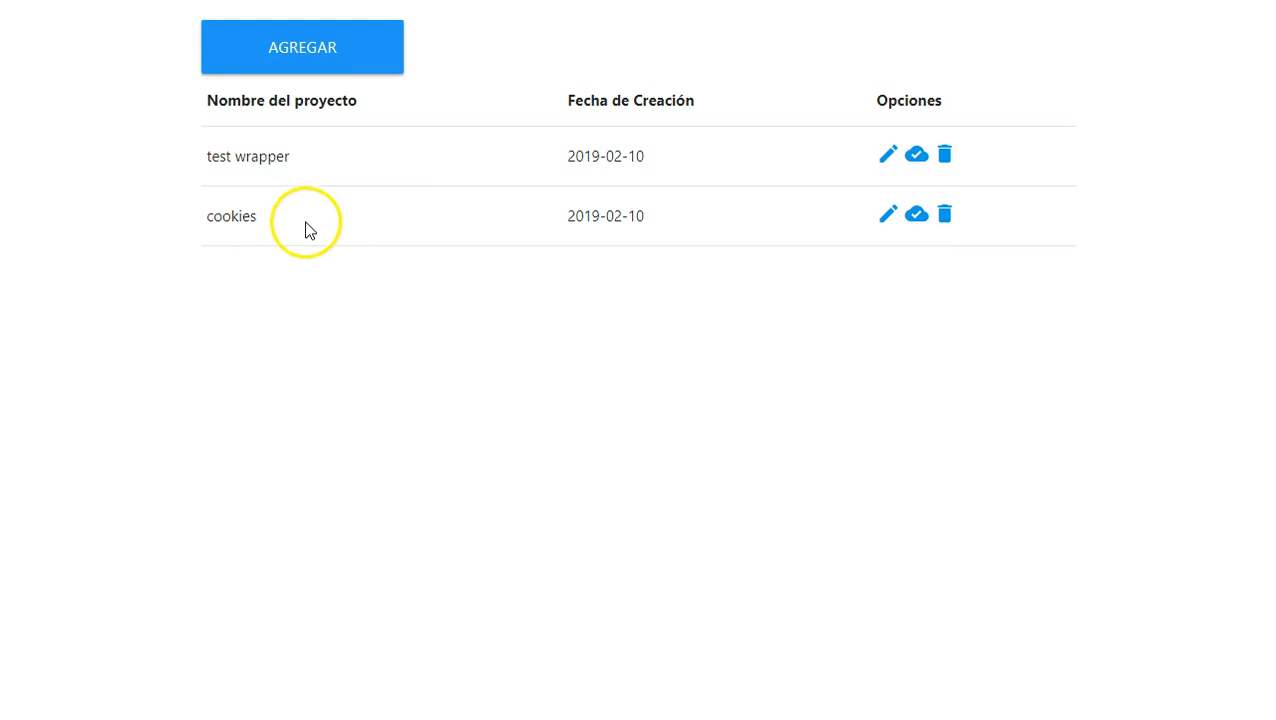 AGREGAR
Nombre del proyecto Fecha de Creación Opciones
test wrapper 2019-02-10
cookies 2019-02-10